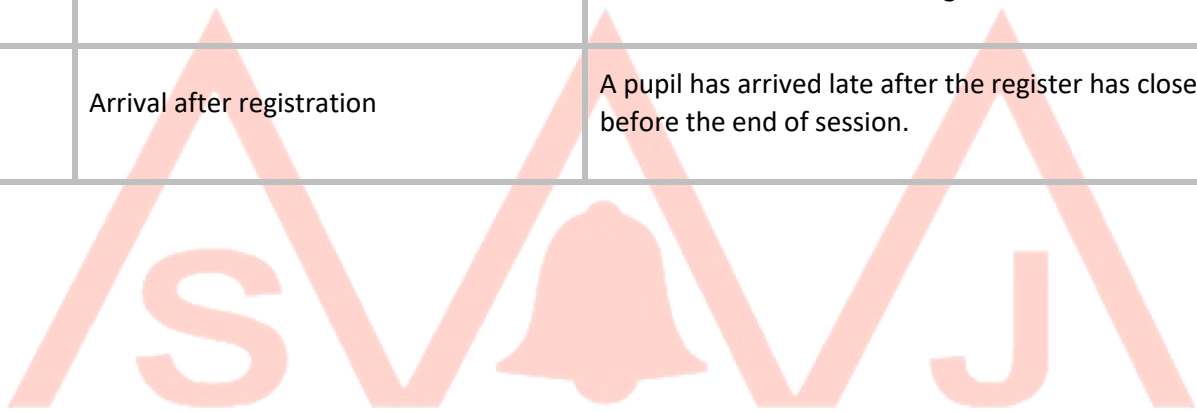 Arrival after registration
A pupil has arrived late after the register has close
before the end of session.
S J